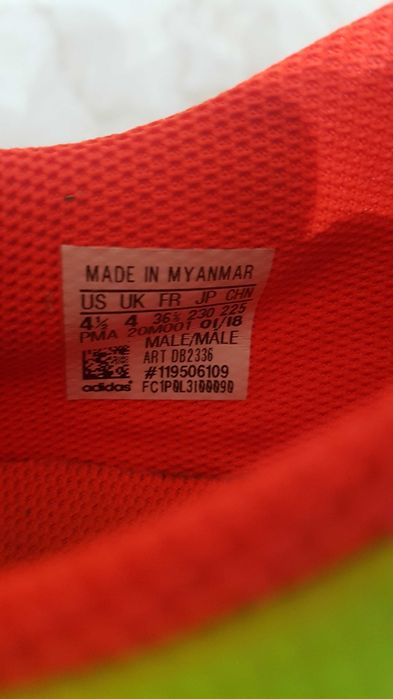 MADE IN MYANMAR
US UK FR JP CHN
4½ 4 36⅔ 230 225
PMA 20M001 01/18
MALE/MALE
ART DB2336
#119506109
adidas FC1P0L3100090